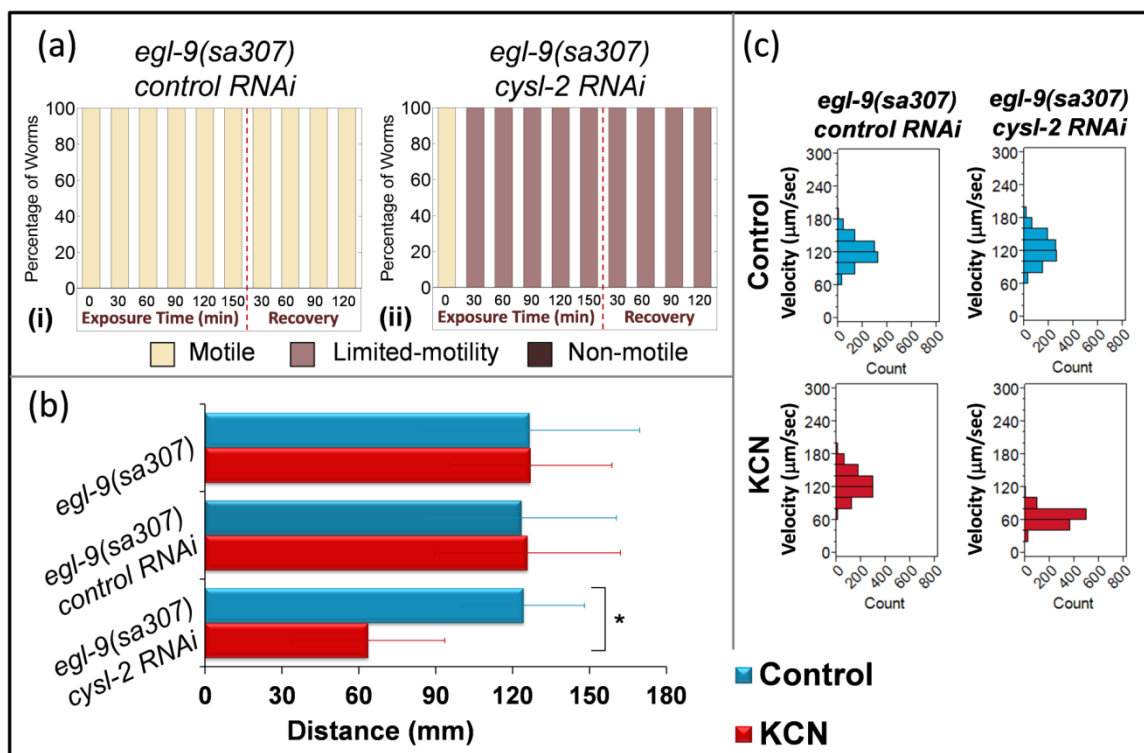 (a)
egl-9(sa307)
control RNAi
Percentage of Worms
100
80
60
40
20
0
0 30 60 90 120 150 30 60 90 120
Exposure Time (min) Recovery
(i)
egl-9(sa307)
cysl-2 RNAi
Percentage of Worms
100
80
60
40
20
0
0 30 60 90 120 150 30 60 90 120
Exposure Time (min) Recovery
(ii)
Motile Limited-motility Non-motile
(b)
egl-9(sa307)
egl-9(sa307)
control RNAi
egl-9(sa307)
cysl-2 RNAi
*
0 30 60 90 120 150 180
Distance (mm)
(c)
egl-9(sa307)
control RNAi
egl-9(sa307)
cysl-2 RNAi
Control
Velocity (μm/sec)
300
240
180
120
60
0
0 200 400 600 800
Count
Velocity (μm/sec)
300
240
180
120
60
0
0 200 400 600 800
Count
KCN
Velocity (μm/sec)
300
240
180
120
60
0
0 200 400 600 800
Count
Velocity (μm/sec)
300
240
180
120
60
0
0 200 400 600 800
Count
Control
KCN